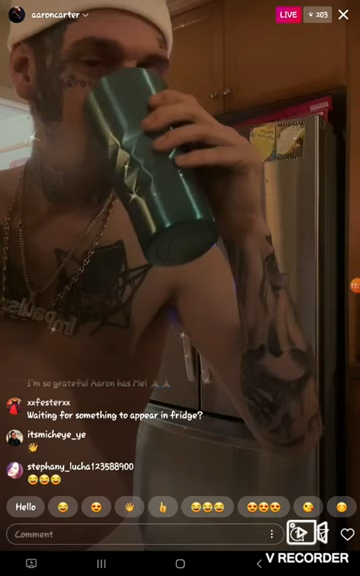 aaroncarter
LIVE
203
I'm so grateful Aaron has Mel 🙏🙏
xxfesterxx
Waiting for something to appear in fridge?
itsmicheye_ye
👋
stephany_lucha123588900
😂😂😂
Hello 😂 😍 👋 👍 😂😂😂 😍😍😍 😘 😊
Comment
V RECORDER